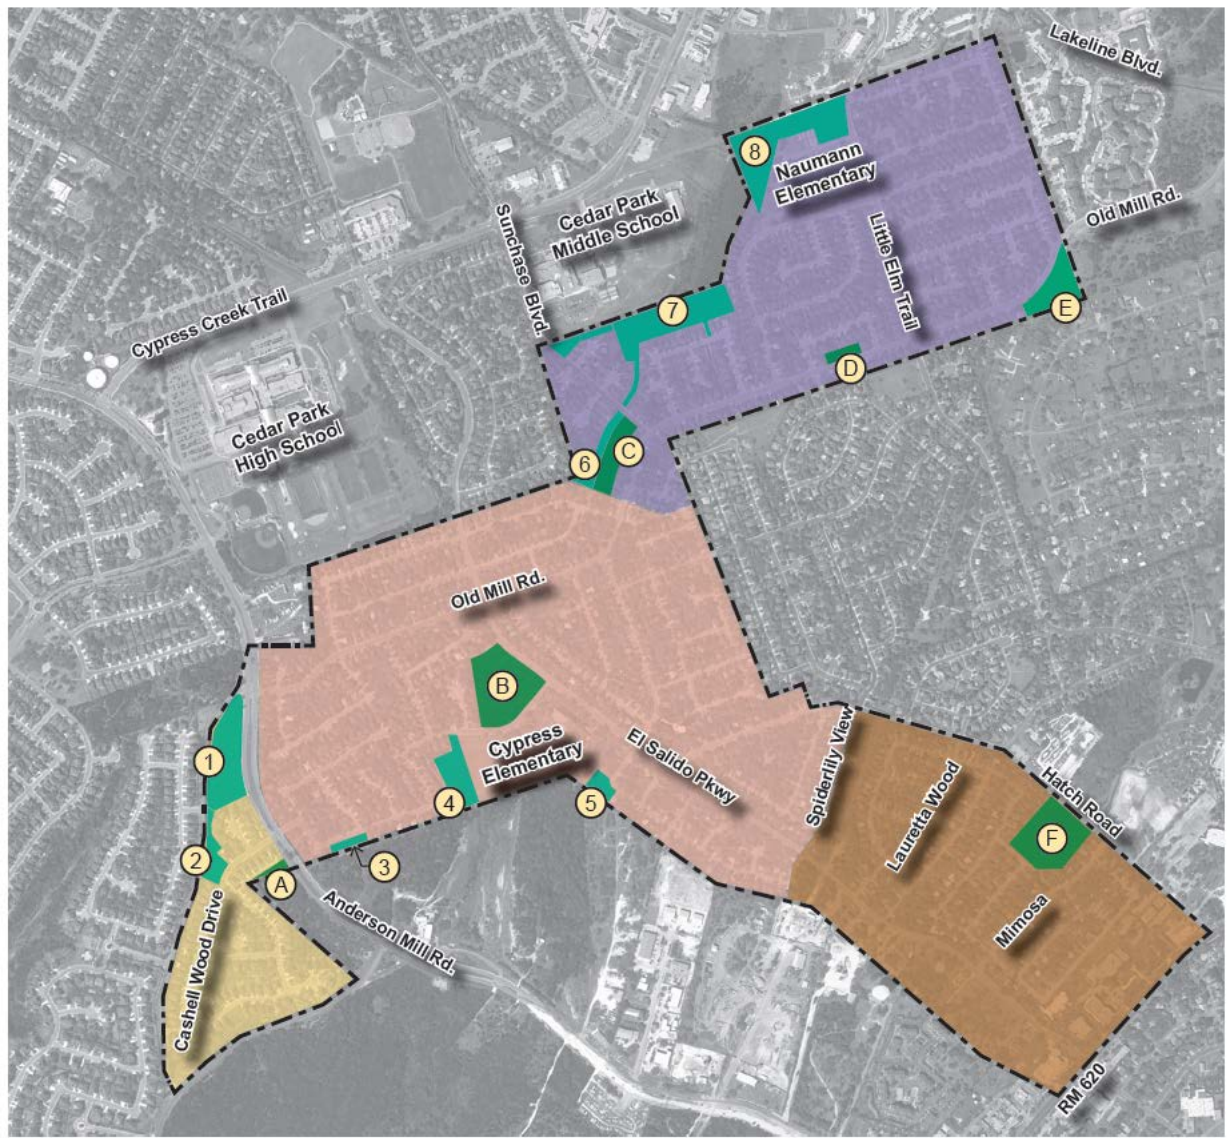 Lakeline Blvd.
8
Naumann
Elementary
Old Mill Rd.
Cedar Park
Middle School
Sunchase Blvd.
Little Elm Trail
Cypress Creek Trail
7
E
D
Cedar Park
High School
C
6
Old Mill Rd.
B
Cypress
Elementary
El Salido Pkwy
Spiderlily View
1
4
5
Hatch Road
Lauretta Wood
F
2
3
A
Anderson Mill Rd.
Mimosa
Cashell Wood Drive
RM 620